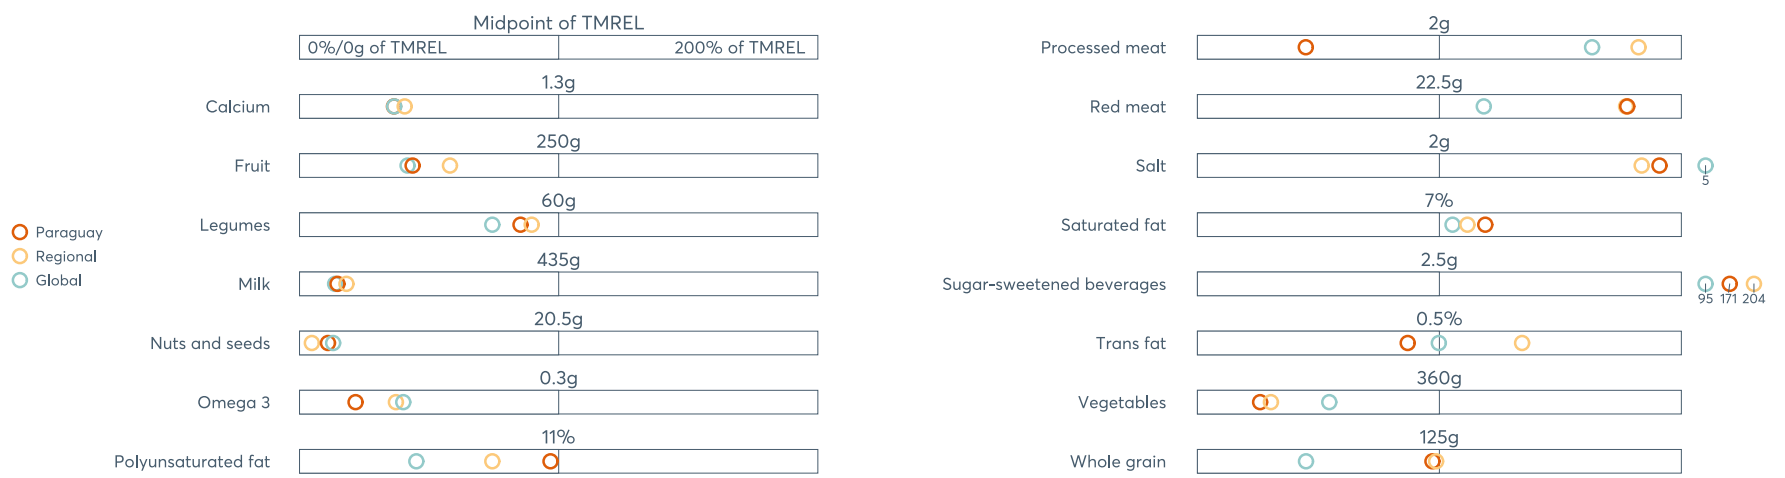 Midpoint of TMREL
0%/0g of TMREL 200% of TMREL
1.3g
Calcium
250g
Fruit
60g
Legumes
435g
Milk
20.5g
Nuts and seeds
0.3g
Omega 3
11%
Polyunsaturated fat
Paraguay
Regional
Global
2g
Processed meat
22.5g
Red meat
2g
Salt
5
7%
Saturated fat
2.5g
Sugar-sweetened beverages
95 171 204
0.5%
Trans fat
360g
Vegetables
125g
Whole grain